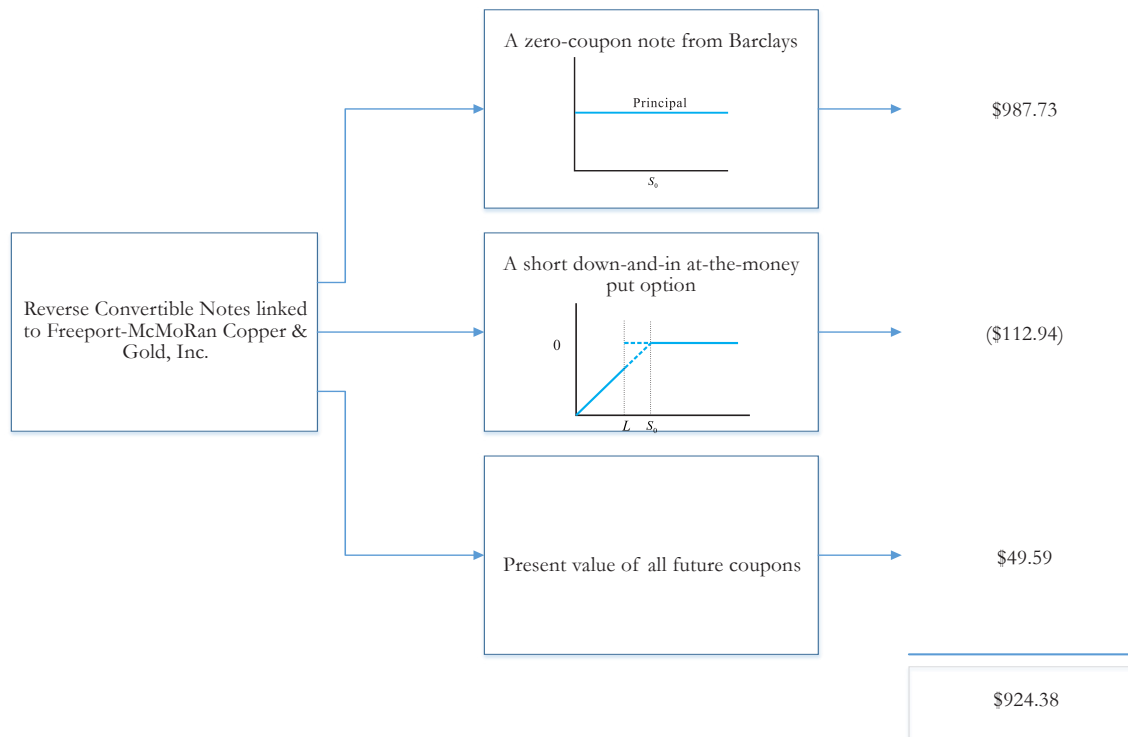 A zero-coupon note from Barclays
Principal
S₀
$987.73
Reverse Convertible Notes linked
to Freeport-McMoRan Copper &
Gold, Inc.
A short down-and-in at-the-money
put option
0
L S₀
($112.94)
Present value of all future coupons
$49.59
$924.38